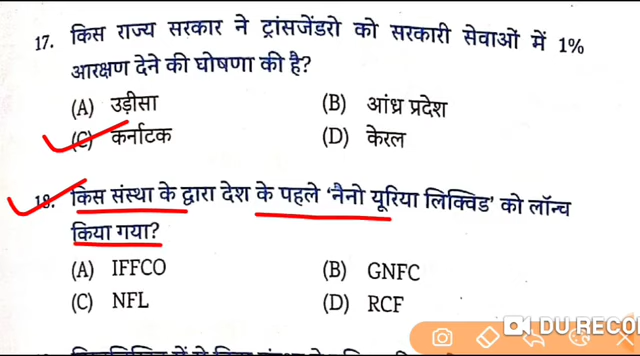 17. किस राज्य सरकार ने ट्रांसजेंडरो को सरकारी सेवाओं में 1%
आरक्षण देने की घोषणा की है?
(A) उड़ीसा (B) आंध्र प्रदेश
(C) कर्नाटक (D) केरल
18. किस संस्था के द्वारा देश के पहले ‘नैनो यूरिया लिक्विड’ को लॉन्च
किया गया?
(A) IFFCO (B) GNFC
(C) NFL (D) RCF
DU RECO